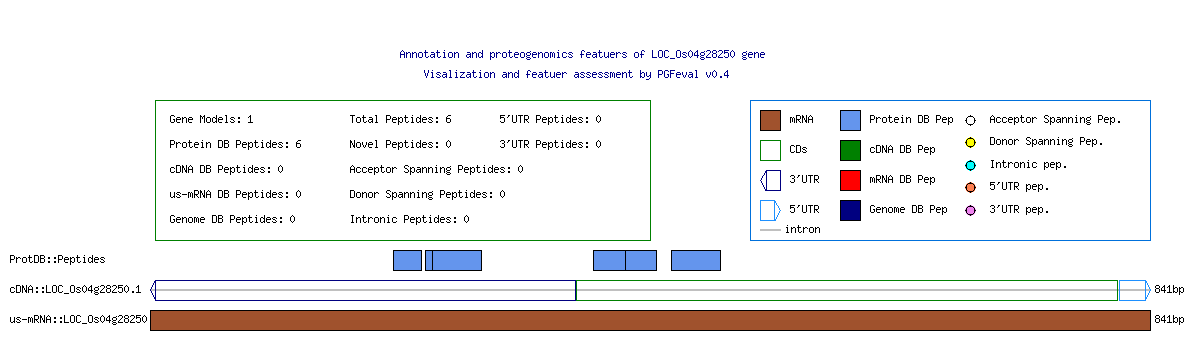 Annotation and proteogenomics featuers of LOC_Os04g28250 gene
Visalization and featuer assessment by PGFeval v0.4
Gene Models: 1 Total Peptides: 6 5'UTR Peptides: 0
Protein DB Peptides: 6 Novel Peptides: 0 3'UTR Peptides: 0
cDNA DB Peptides: 0 Acceptor Spanning Peptides: 0
us-mRNA DB Peptides: 0 Donor Spanning Peptides: 0
Genome DB Peptides: 0 Intronic Peptides: 0
mRNA Protein DB Pep Acceptor Spanning Pep.
CDs cDNA DB Pep Donor Spanning Pep.
3'UTR mRNA DB Pep Intronic pep.
5'UTR Genome DB Pep 5'UTR pep.
3'UTR pep.
intron
ProtDB::Peptides
cDNA::LOC_Os04g28250.1 841bp
us-mRNA::LOC_Os04g28250 841bp